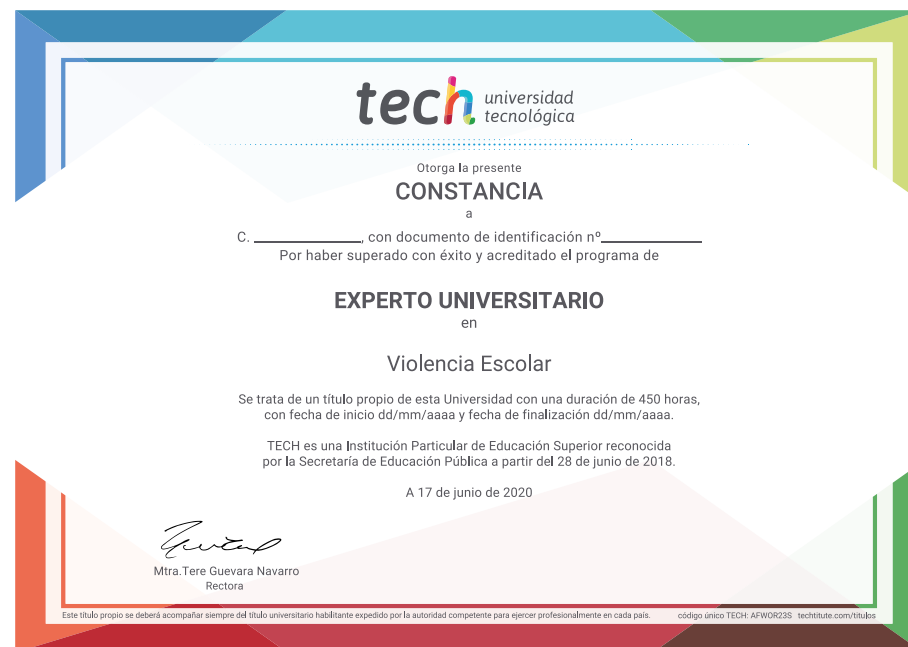 tech universidad
tecnológica
Otorga la presente
CONSTANCIA
a
C. ______________, con documento de identificación nº_____________
Por haber superado con éxito y acreditado el programa de
EXPERTO UNIVERSITARIO
en
Violencia Escolar
Se trata de un título propio de esta Universidad con una duración de 450 horas,
con fecha de inicio dd/mm/aaaa y fecha de finalización dd/mm/aaaa.
TECH es una Institución Particular de Educación Superior reconocida
por la Secretaría de Educación Pública a partir del 28 de junio de 2018.
A 17 de junio de 2020
Mtra.Tere Guevara Navarro
Rectora
Este título propio se deberá acompañar siempre del título universitario habilitante expedido por la autoridad competente para ejercer profesionalmente en cada país. código único TECH: AFWOR23S techtitute.com/titulos